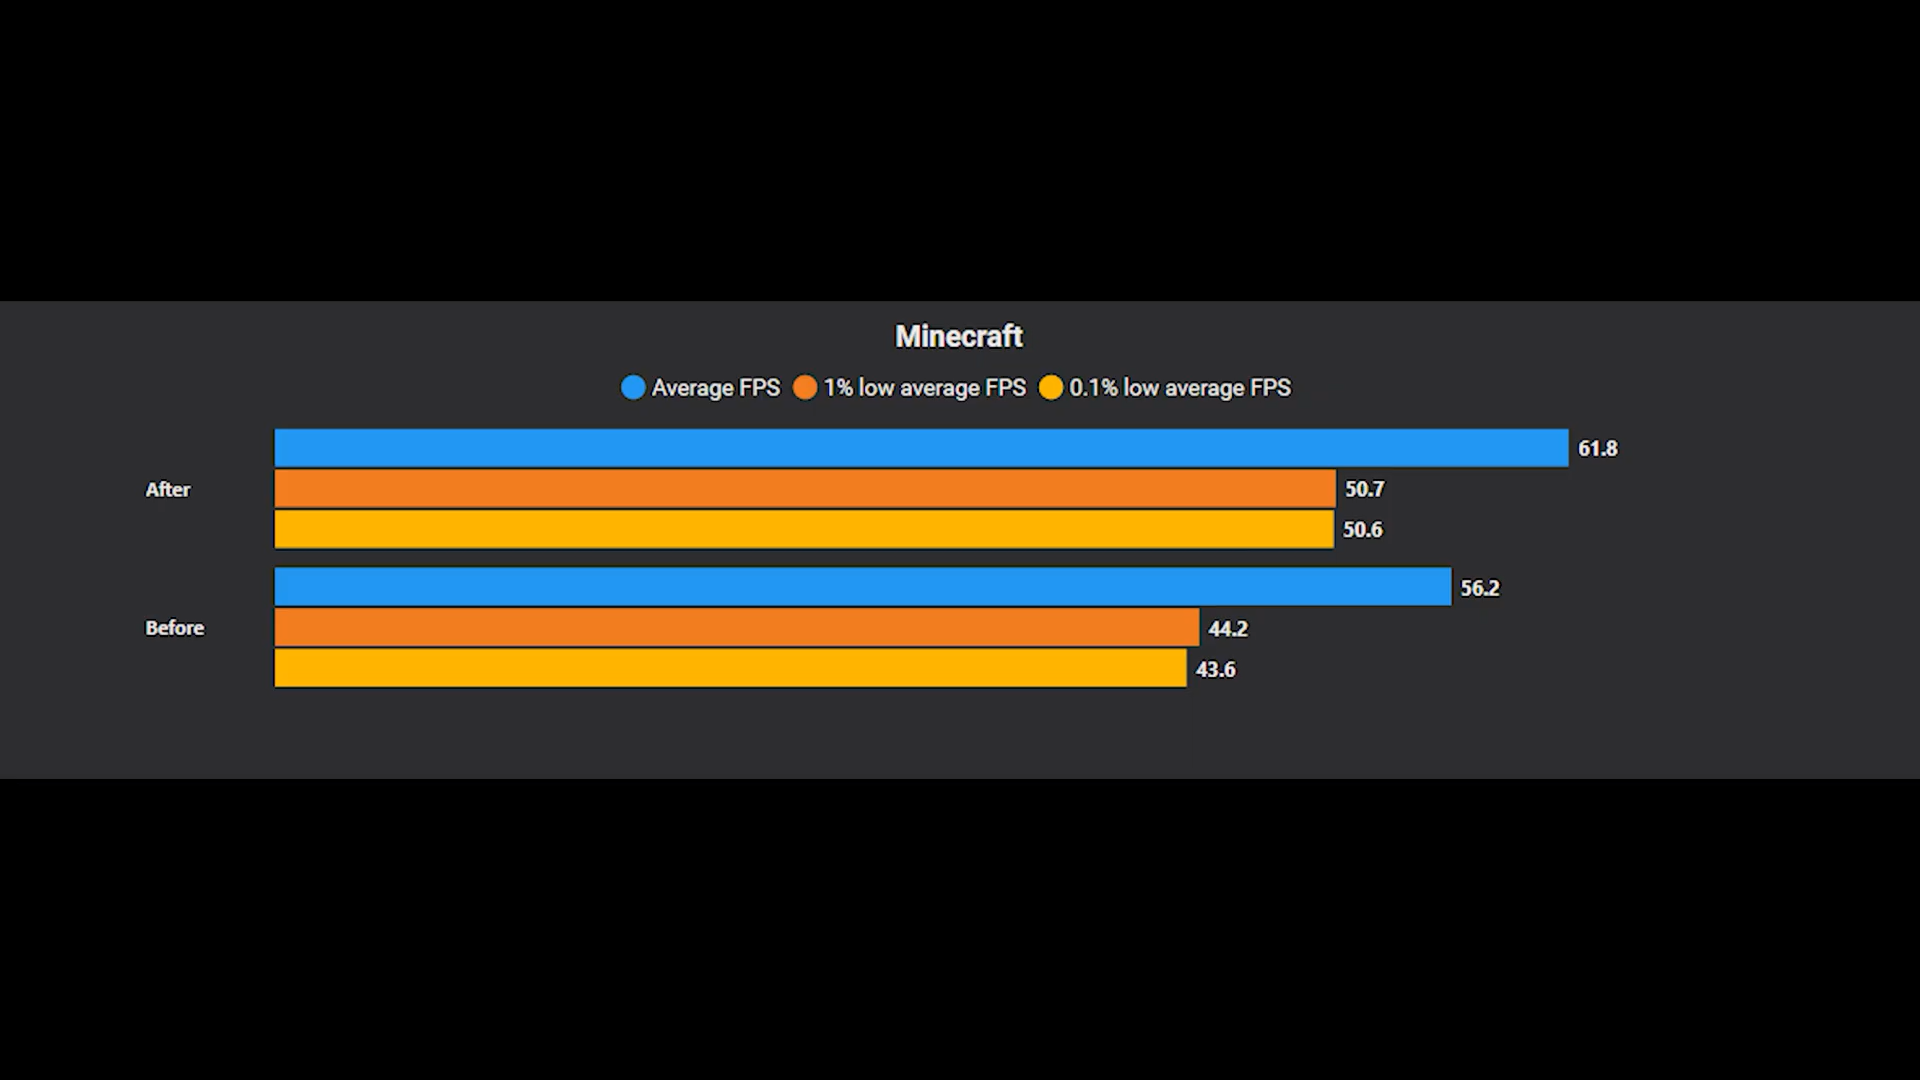 Minecraft
Average FPS 1% low average FPS 0.1% low average FPS
61.8
After 50.7
50.6
56.2
Before 44.2
43.6